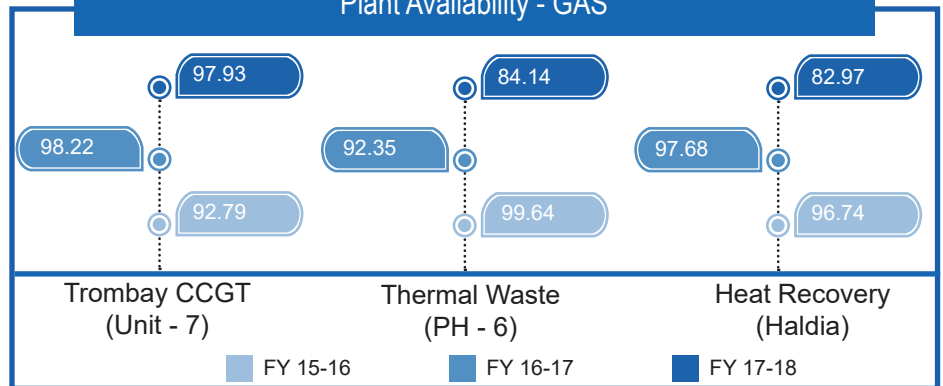 Plant Availability - GAS
97.93
84.14
82.97
98.22
92.35
97.68
92.79
99.64
96.74
Trombay CCGT
(Unit - 7)
Thermal Waste
(PH - 6)
Heat Recovery
(Haldia)
FY 15-16
FY 16-17
FY 17-18